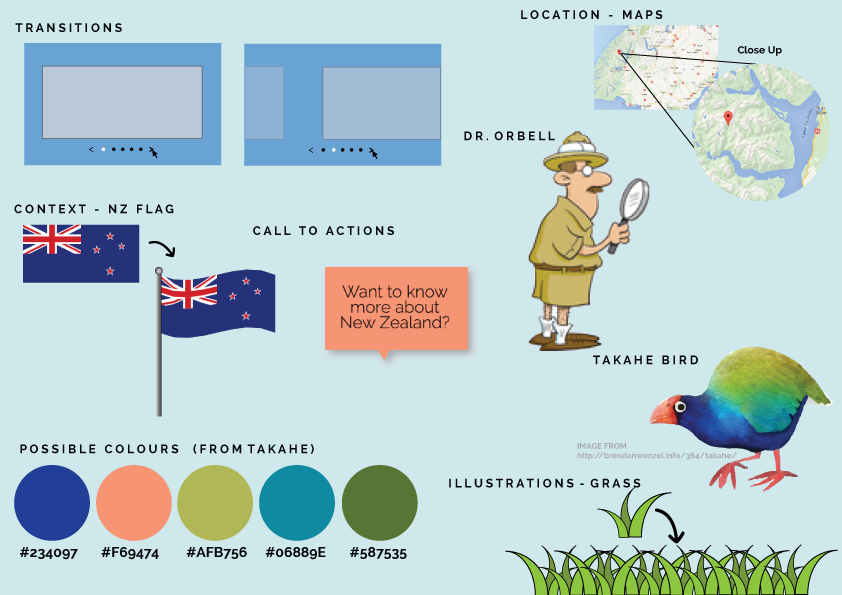 TRANSITIONS
LOCATION - MAPS
Close Up
DR. ORBELL
CONTEXT - NZ FLAG
CALL TO ACTIONS
Want to know
more about
New Zealand?
TAKAHE BIRD
IMAGE FROM
http://brendanwenzel.info/364/takahe/
POSSIBLE COLOURS (FROM TAKAHE)
#234097
#F69474
#AFB756
#06889E
#587535
ILLUSTRATIONS - GRASS